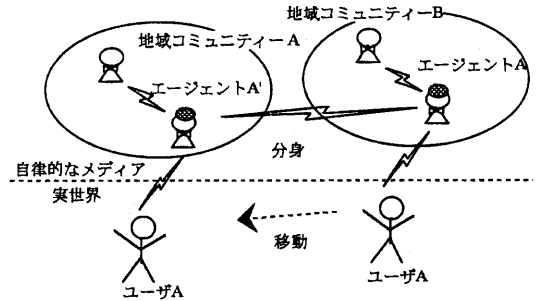 地域コミュニティーB
地域コミュニティーA
エージェントA'
エージェントA
分身
自律的なメディア
実世界
移動
ユーザA
ユーザA